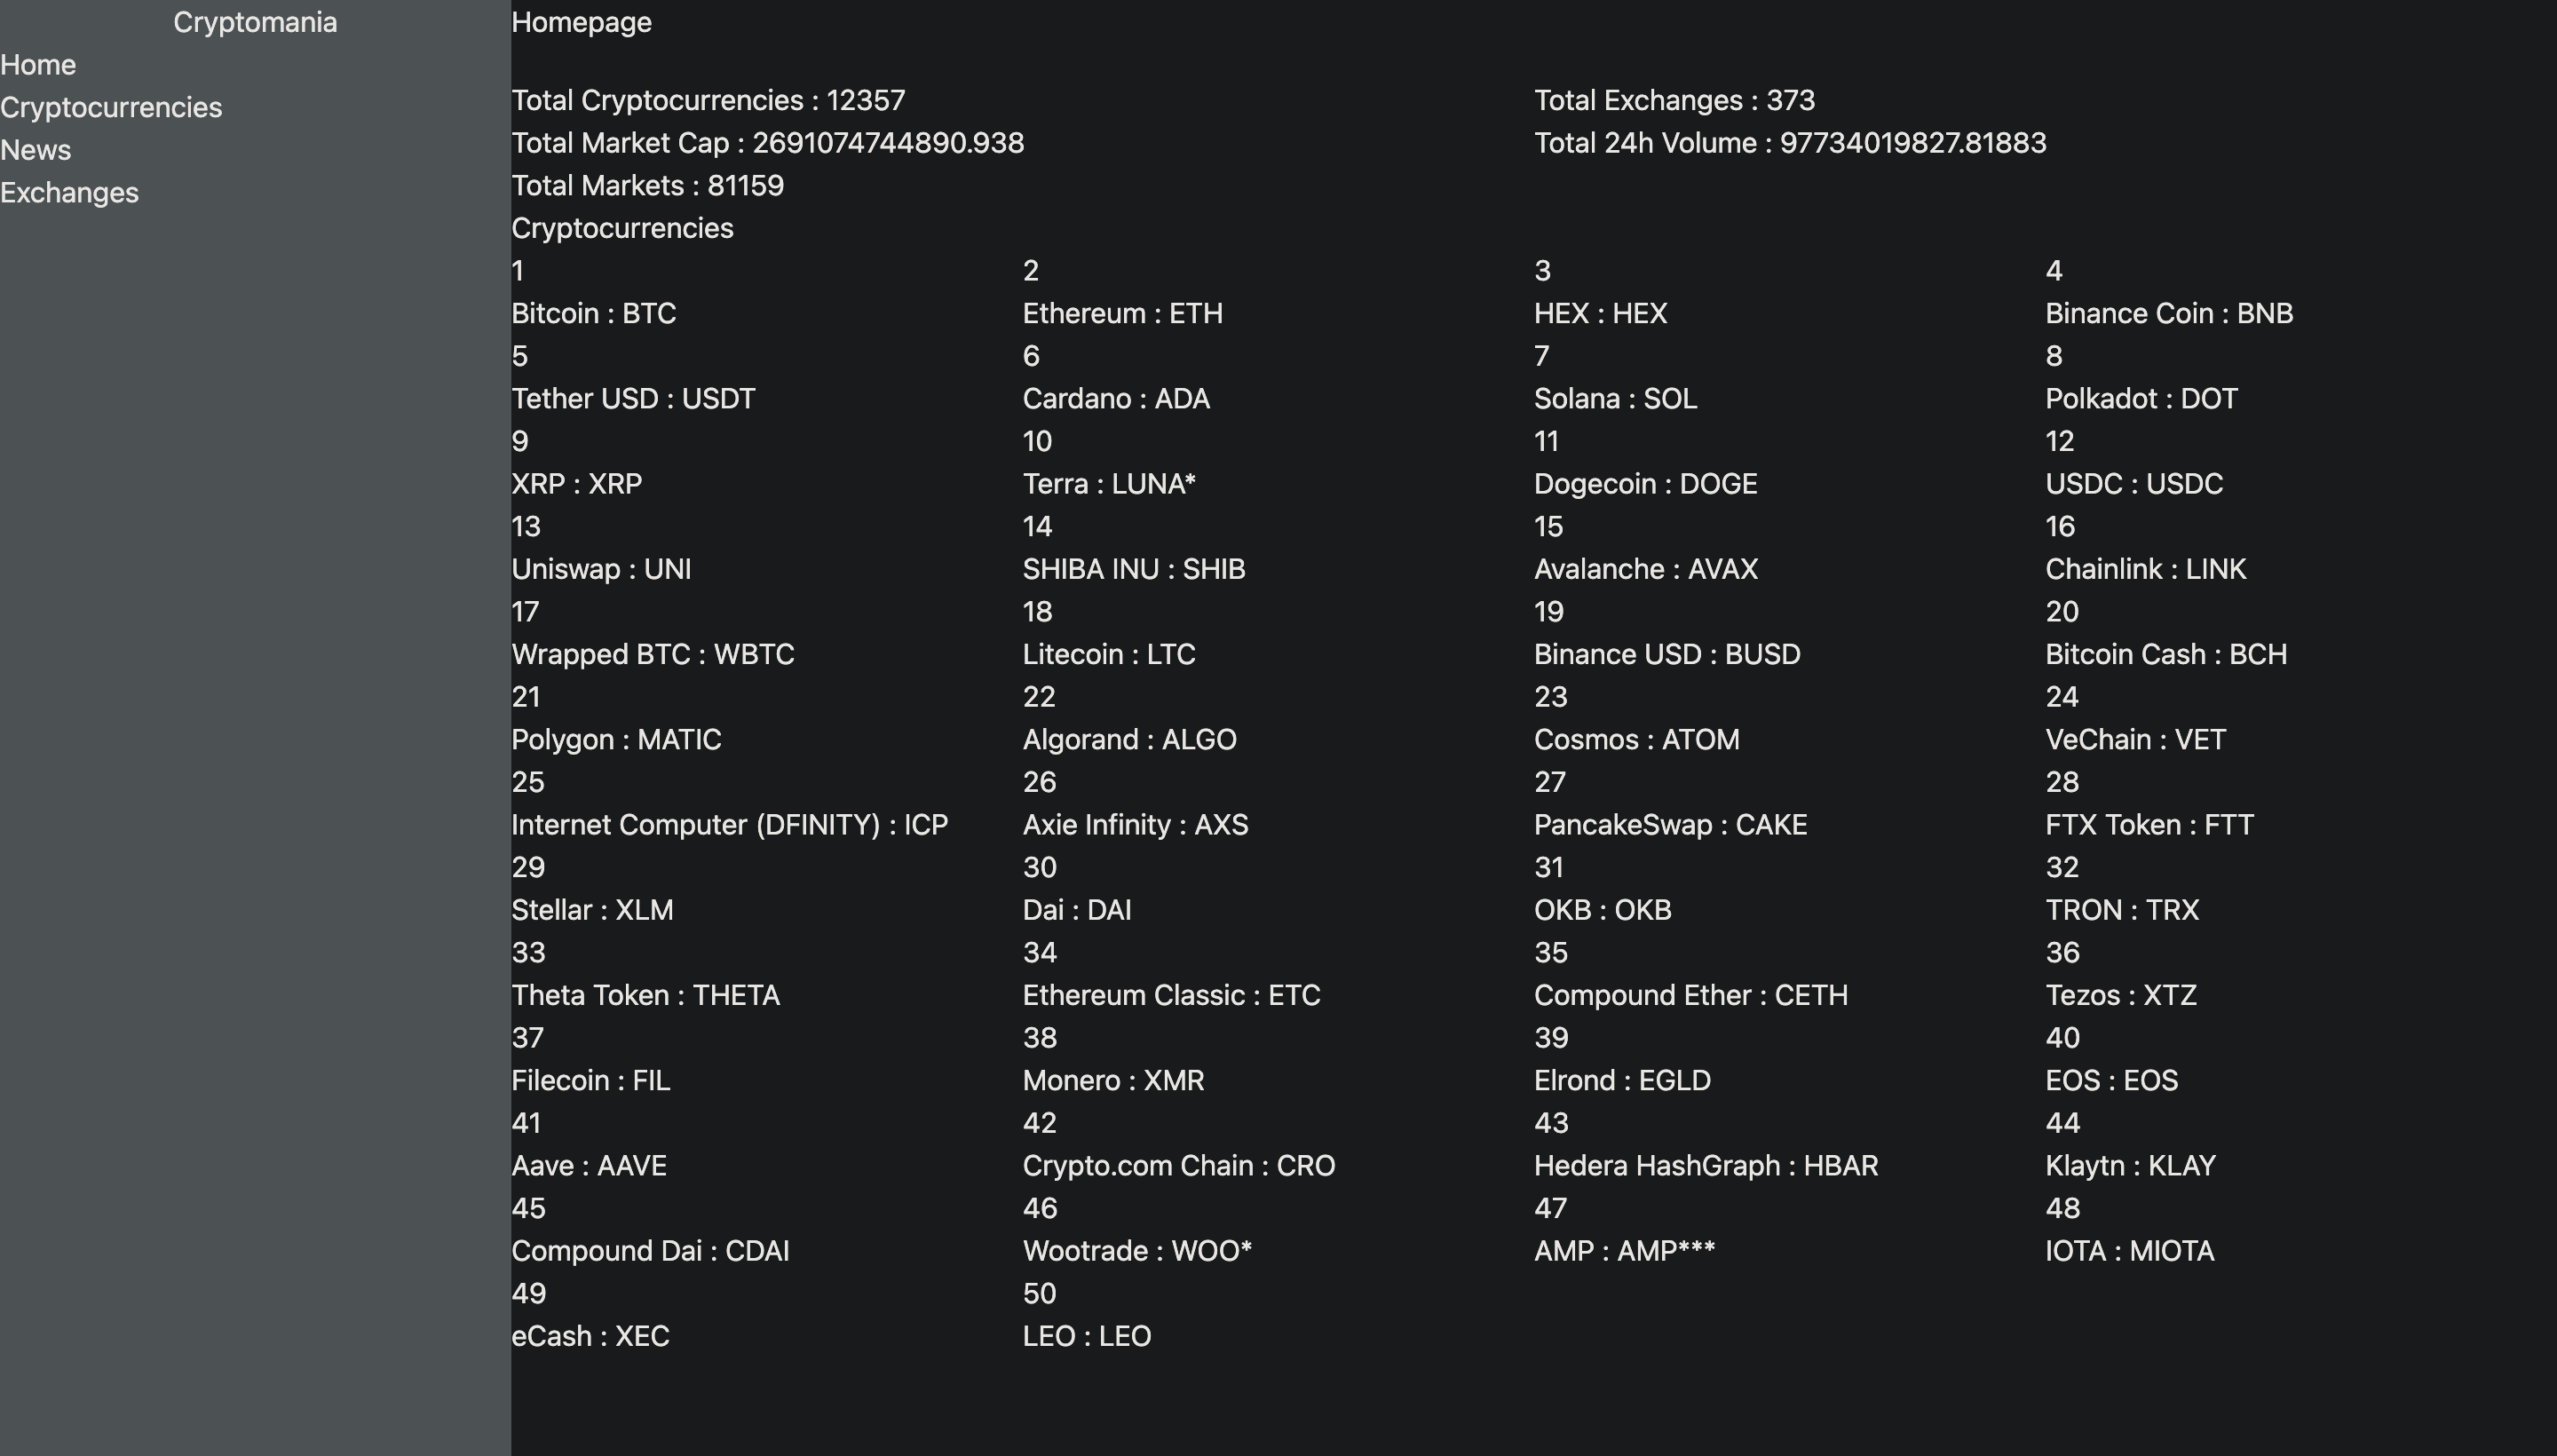 Cryptomania
Home
Cryptocurrencies
News
Exchanges
Homepage
Total Cryptocurrencies : 12357
Total Exchanges : 373
Total Market Cap : 2691074744890.938
Total 24h Volume : 97734019827.81883
Total Markets : 81159
Cryptocurrencies
1
Bitcoin : BTC
2
Ethereum : ETH
3
HEX : HEX
4
Binance Coin : BNB
5
Tether USD : USDT
6
Cardano : ADA
7
Solana : SOL
8
Polkadot : DOT
9
XRP : XRP
10
Terra : LUNA*
11
Dogecoin : DOGE
12
USDC : USDC
13
Uniswap : UNI
14
SHIBA INU : SHIB
15
Avalanche : AVAX
16
Chainlink : LINK
17
Wrapped BTC : WBTC
18
Litecoin : LTC
19
Binance USD : BUSD
20
Bitcoin Cash : BCH
21
Polygon : MATIC
22
Algorand : ALGO
23
Cosmos : ATOM
24
VeChain : VET
25
Internet Computer (DFINITY) : ICP
26
Axie Infinity : AXS
27
PancakeSwap : CAKE
28
FTX Token : FTT
29
Stellar : XLM
30
Dai : DAI
31
OKB : OKB
32
TRON : TRX
33
Theta Token : THETA
34
Ethereum Classic : ETC
35
Compound Ether : CETH
36
Tezos : XTZ
37
Filecoin : FIL
38
Monero : XMR
39
Elrond : EGLD
40
EOS : EOS
41
Aave : AAVE
42
Crypto.com Chain : CRO
43
Hedera HashGraph : HBAR
44
Klaytn : KLAY
45
Compound Dai : CDAI
46
Wootrade : WOO*
47
AMP : AMP***
48
IOTA : MIOTA
49
eCash : XEC
50
LEO : LEO